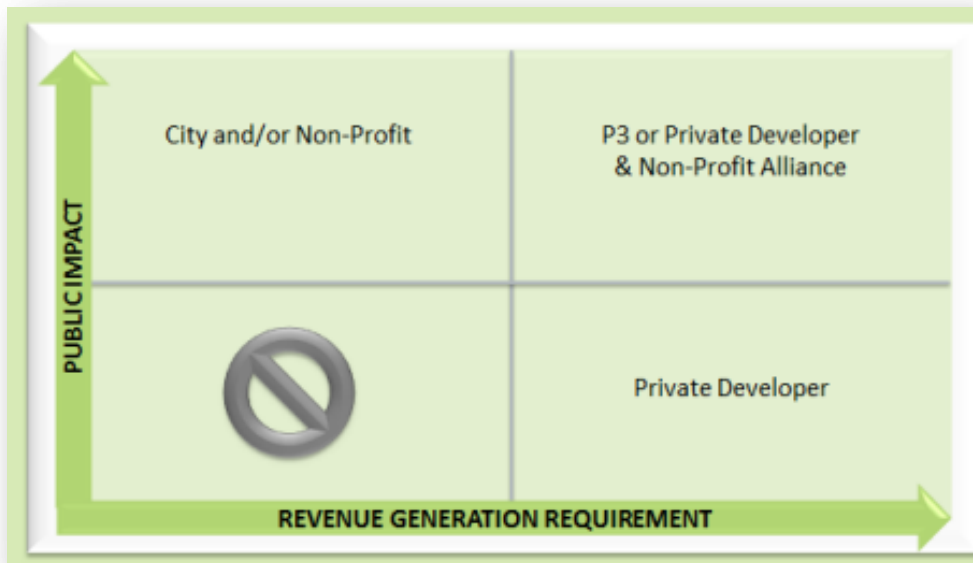 City and/or Non-Profit
P3 or Private Developer
& Non-Profit Alliance
PUBLIC IMPACT
Private Developer
REVENUE GENERATION REQUIREMENT